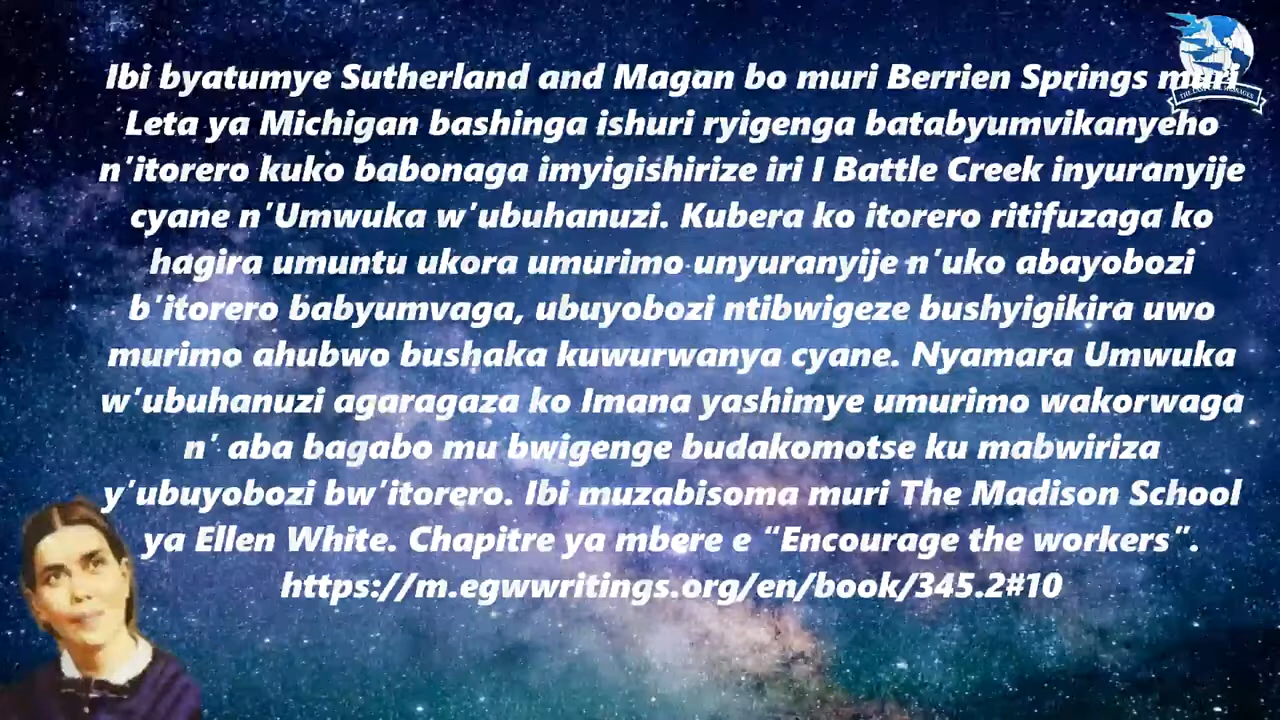 Ibi byatumye Sutherland and Magan bo muri Berrien Springs muri
Leta ya Michigan bashinga ishuri ryigenga batabyumvikanyeho
n'itorero kuko babonaga imyigishirize iri I Battle Creek inyuranyije
cyane n'Umwuka w'ubuhanuzi. Kubera ko itorero ritifuzaga ko
hagira umuntu ukora umurimo unyuranyije n'uko abayobozi
b'itorero babyumvaga, ubuyobozi ntibwigeze bushyigikira uwo
murimo ahubwo bushaka kuwurwanya cyane. Nyamara Umwuka
w'ubuhanuzi agaragaza ko Imana yashimye umurimo wakorwaga
n' aba bagabo mu bwigenge budakomotse ku mabwiriza
y'ubuyobozi bw'itorero. Ibi muzabisoma muri The Madison School
ya Ellen White. Chapitre ya mbere e “Encourage the workers”.
https://m.egwwritings.org/en/book/345.2#10